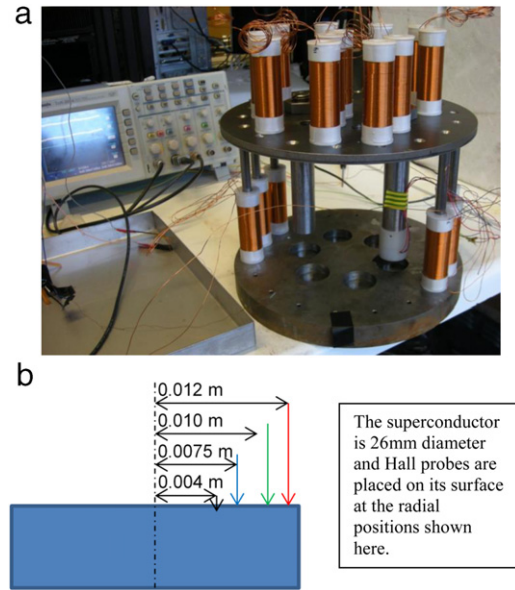 a
b
0.012 m
0.010 m
0.0075 m
0.004 m
The superconductor
is 26mm diameter
and Hall probes are
placed on its surface
at the radial
positions shown
here.